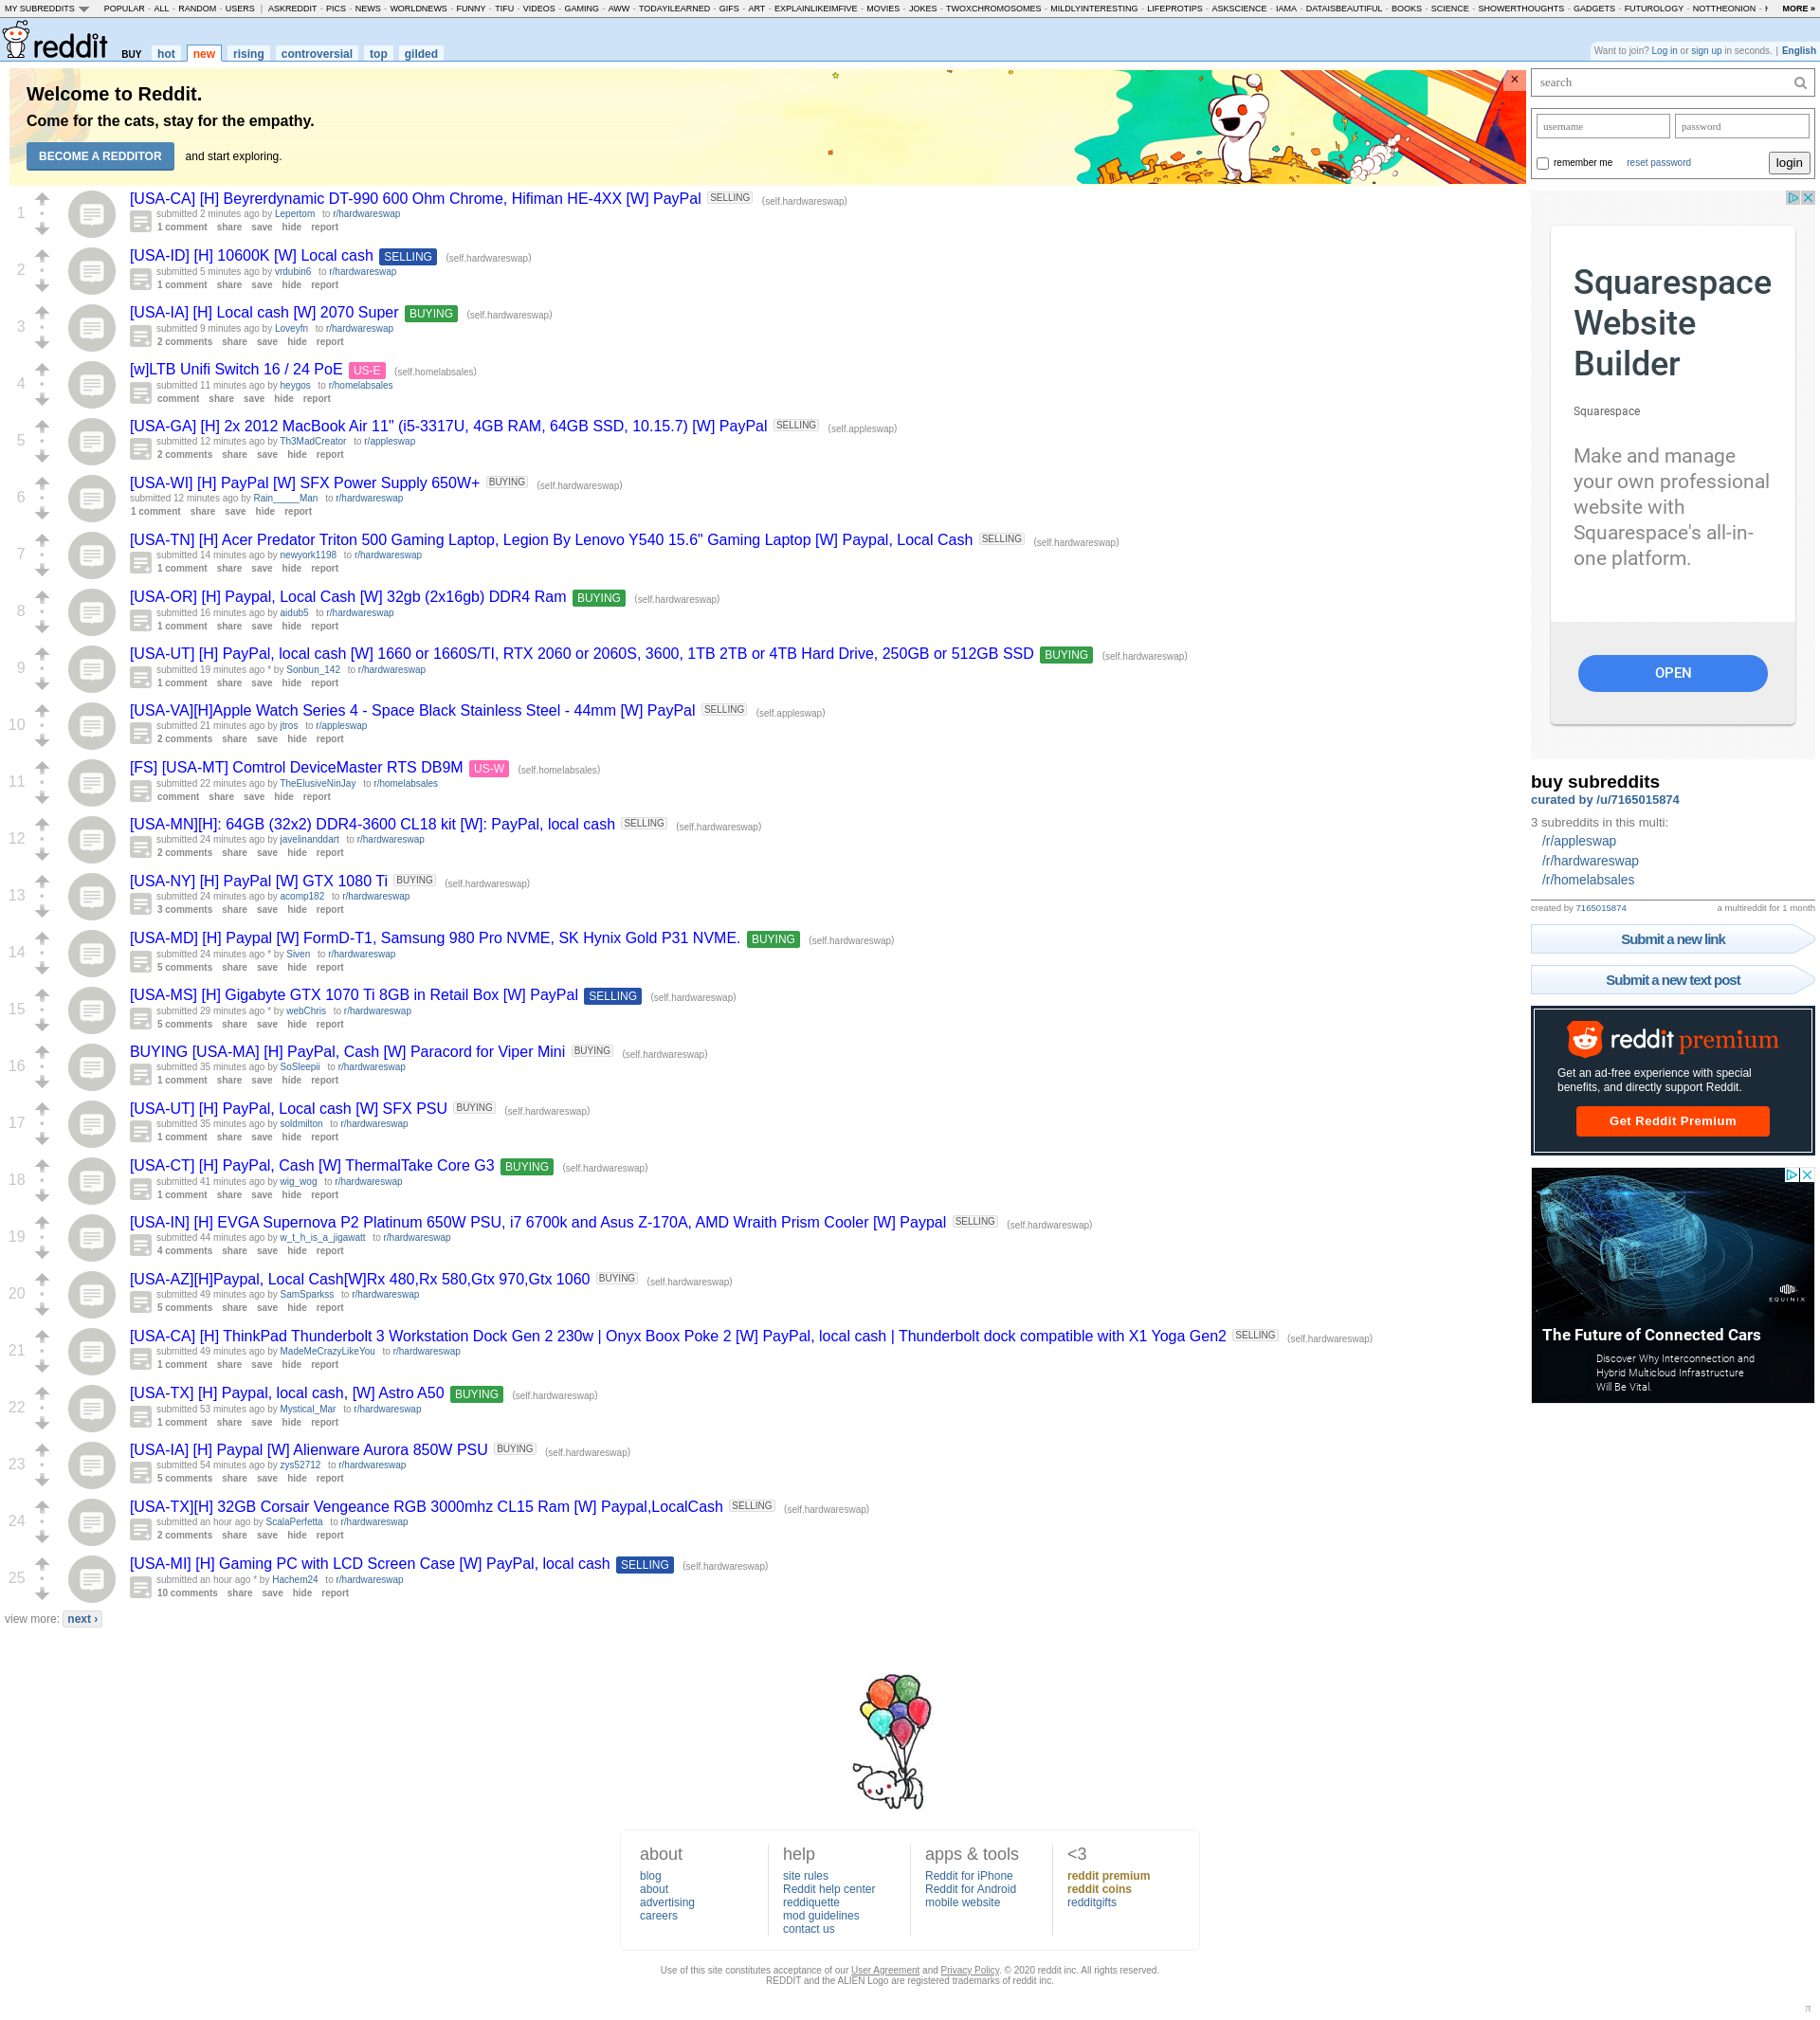 MY SUBREDDITS POPULAR - ALL - RANDOM - USERS | ASKREDDIT - PICS - NEWS - WORLDNEWS - FUNNY - TIFU - VIDEOS - GAMING - AWW - TODAYILEARNED - GIFS - ART - EXPLAINLIKEIMFIVE - MOVIES - JOKES - TWOXCHROMOSOMES - MILDLYINTERESTING - LIFEPROTIPS - ASKSCIENCE - IAMA - DATAISBEAUTIFUL - BOOKS - SCIENCE - SHOWERTHOUGHTS - GADGETS - FUTUROLOGY - NOTTHEONION - MORE »
reddit BUY hot new rising controversial top gilded
Want to join? Log in or sign up in seconds. | English
Welcome to Reddit.
Come for the cats, stay for the empathy.
BECOME A REDDITOR and start exploring.
×
1
[USA-CA] [H] Beyrerdynamic DT-990 600 Ohm Chrome, Hifiman HE-4XX [W] PayPal SELLING (self.hardwareswap)
submitted 2 minutes ago by Lepertom to r/hardwareswap
1 comment share save hide report
2
[USA-ID] [H] 10600K [W] Local cash SELLING (self.hardwareswap)
submitted 5 minutes ago by vrdubin6 to r/hardwareswap
1 comment share save hide report
3
[USA-IA] [H] Local cash [W] 2070 Super BUYING (self.hardwareswap)
submitted 9 minutes ago by Loveyfn to r/hardwareswap
2 comments share save hide report
4
[w]LTB Unifi Switch 16 / 24 PoE US-E (self.homelabsales)
submitted 11 minutes ago by heygos to r/homelabsales
comment share save hide report
5
[USA-GA] [H] 2x 2012 MacBook Air 11" (i5-3317U, 4GB RAM, 64GB SSD, 10.15.7) [W] PayPal SELLING (self.appleswap)
submitted 12 minutes ago by Th3MadCreator to r/appleswap
2 comments share save hide report
6
[USA-WI] [H] PayPal [W] SFX Power Supply 650W+ BUYING (self.hardwareswap)
submitted 12 minutes ago by Rain_____Man to r/hardwareswap
1 comment share save hide report
7
[USA-TN] [H] Acer Predator Triton 500 Gaming Laptop, Legion By Lenovo Y540 15.6" Gaming Laptop [W] Paypal, Local Cash SELLING (self.hardwareswap)
submitted 14 minutes ago by newyork1198 to r/hardwareswap
1 comment share save hide report
8
[USA-OR] [H] Paypal, Local Cash [W] 32gb (2x16gb) DDR4 Ram BUYING (self.hardwareswap)
submitted 16 minutes ago by aidub5 to r/hardwareswap
1 comment share save hide report
9
[USA-UT] [H] PayPal, local cash [W] 1660 or 1660S/TI, RTX 2060 or 2060S, 3600, 1TB 2TB or 4TB Hard Drive, 250GB or 512GB SSD BUYING (self.hardwareswap)
submitted 19 minutes ago * by Sonbun_142 to r/hardwareswap
1 comment share save hide report
10
[USA-VA][H]Apple Watch Series 4 - Space Black Stainless Steel - 44mm [W] PayPal SELLING (self.appleswap)
submitted 21 minutes ago by jtros to r/appleswap
2 comments share save hide report
11
[FS] [USA-MT] Comtrol DeviceMaster RTS DB9M US-W (self.homelabsales)
submitted 22 minutes ago by TheElusiveNinJay to r/homelabsales
comment share save hide report
12
[USA-MN][H]: 64GB (32x2) DDR4-3600 CL18 kit [W]: PayPal, local cash SELLING (self.hardwareswap)
submitted 24 minutes ago by javelinanddart to r/hardwareswap
2 comments share save hide report
13
[USA-NY] [H] PayPal [W] GTX 1080 Ti BUYING (self.hardwareswap)
submitted 24 minutes ago by acomp182 to r/hardwareswap
3 comments share save hide report
14
[USA-MD] [H] Paypal [W] FormD-T1, Samsung 980 Pro NVME, SK Hynix Gold P31 NVME. BUYING (self.hardwareswap)
submitted 24 minutes ago * by Siven to r/hardwareswap
5 comments share save hide report
15
[USA-MS] [H] Gigabyte GTX 1070 Ti 8GB in Retail Box [W] PayPal SELLING (self.hardwareswap)
submitted 29 minutes ago * by webChris to r/hardwareswap
5 comments share save hide report
16
BUYING [USA-MA] [H] PayPal, Cash [W] Paracord for Viper Mini BUYING (self.hardwareswap)
submitted 35 minutes ago by SoSleepii to r/hardwareswap
1 comment share save hide report
17
[USA-UT] [H] PayPal, Local cash [W] SFX PSU BUYING (self.hardwareswap)
submitted 35 minutes ago by soldmilton to r/hardwareswap
1 comment share save hide report
18
[USA-CT] [H] PayPal, Cash [W] ThermalTake Core G3 BUYING (self.hardwareswap)
submitted 41 minutes ago by wig_wog to r/hardwareswap
1 comment share save hide report
19
[USA-IN] [H] EVGA Supernova P2 Platinum 650W PSU, i7 6700k and Asus Z-170A, AMD Wraith Prism Cooler [W] Paypal SELLING (self.hardwareswap)
submitted 44 minutes ago by w_t_h_is_a_jigawatt to r/hardwareswap
4 comments share save hide report
20
[USA-AZ][H]Paypal, Local Cash[W]Rx 480,Rx 580,Gtx 970,Gtx 1060 BUYING (self.hardwareswap)
submitted 49 minutes ago by SamSparkss to r/hardwareswap
5 comments share save hide report
21
[USA-CA] [H] ThinkPad Thunderbolt 3 Workstation Dock Gen 2 230w | Onyx Boox Poke 2 [W] PayPal, local cash | Thunderbolt dock compatible with X1 Yoga Gen2 SELLING (self.hardwareswap)
submitted 49 minutes ago by MadeMeCrazyLikeYou to r/hardwareswap
1 comment share save hide report
22
[USA-TX] [H] Paypal, local cash, [W] Astro A50 BUYING (self.hardwareswap)
submitted 53 minutes ago by Mystical_Mar to r/hardwareswap
1 comment share save hide report
23
[USA-IA] [H] Paypal [W] Alienware Aurora 850W PSU BUYING (self.hardwareswap)
submitted 54 minutes ago by zys52712 to r/hardwareswap
5 comments share save hide report
24
[USA-TX][H] 32GB Corsair Vengeance RGB 3000mhz CL15 Ram [W] Paypal,LocalCash SELLING (self.hardwareswap)
submitted an hour ago by ScalaPerfetta to r/hardwareswap
2 comments share save hide report
25
[USA-MI] [H] Gaming PC with LCD Screen Case [W] PayPal, local cash SELLING (self.hardwareswap)
submitted an hour ago * by Hachem24 to r/hardwareswap
10 comments share save hide report
view more: next ›
search
username password
remember me reset password login
Squarespace
Website
Builder
Squarespace
Make and manage
your own professional
website with
Squarespace's all-in-
one platform.
OPEN
buy subreddits
curated by /u/7165015874
3 subreddits in this multi:
/r/appleswap
/r/hardwareswap
/r/homelabsales
created by 7165015874 a multireddit for 1 month
Submit a new link
Submit a new text post
reddit premium
Get an ad-free experience with special
benefits, and directly support Reddit.
Get Reddit Premium
EQUINIX
The Future of Connected Cars
Discover Why Interconnection and
Hybrid Multicloud Infrastructure
Will Be Vital.
about
blog
about
advertising
careers
help
site rules
Reddit help center
reddiquette
mod guidelines
contact us
apps & tools
Reddit for iPhone
Reddit for Android
mobile website
<3
reddit premium
reddit coins
redditgifts
Use of this site constitutes acceptance of our User Agreement and Privacy Policy. © 2020 reddit inc. All rights reserved.
REDDIT and the ALIEN Logo are registered trademarks of reddit inc.
π